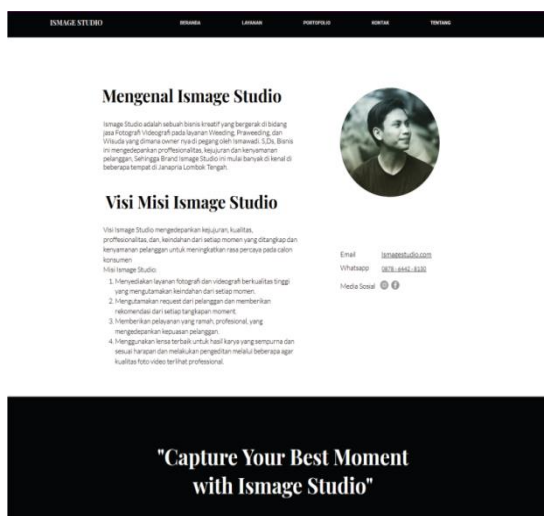 ISMAGE STUDIO BERANDA LAYANAN PORTOFOLIO KONTAK TENTANG
Mengenal Ismage Studio
Ismage Studio adalah sebuah bisnis kreatif yang bergerak di bidang
jasa Fotografi Videografi pada layanan Weeding, Praweeding, dan
Wisuda yang dimana owner nya di pegang oleh Ismawadi. S,Ds, Bisnis
ini mengedepankan proffesionalitas, kejujuran dan kenyamanan
pelanggan, Sehingga Brand Ismage Studio ini mulai banyak di kenal di
beberapa tempat di Janapria Lombok Tengah.
Visi Misi Ismage Studio
Visi Ismage Studio mengedepankan kejujuran, kualitas,
proffesionalitas, dan, keindahan dari setiap momen yang ditangkap dan
kenyamanan pelanggan untuk meningkatkan rasa percaya pada calon
konsumen
Misi Ismage Studio
1. Menyediakan layanan fotografi dan videografi berkualitas tinggi
yang mengutamakan keindahan dari setiap momen.
2. Mengutamakan request dari pelanggan dan memberikan
rekomendasi dari setiap tangkapan moment.
3. Memberikan pelayanan yang ramah, profesional, yang
mengedepankan kepuasan pelanggan.
4. Menggunakan lensa terbaik untuk hasil karya yang sempurna dan
sesuai harapan dan melakukan pengeditan melalui beberapa agar
kualitas foto video terlihat professional.
Email Ismagestudio.com
Whatsapp 0878 - 6442 - 8130
Media Sosial
"Capture Your Best Moment
with Ismage Studio"